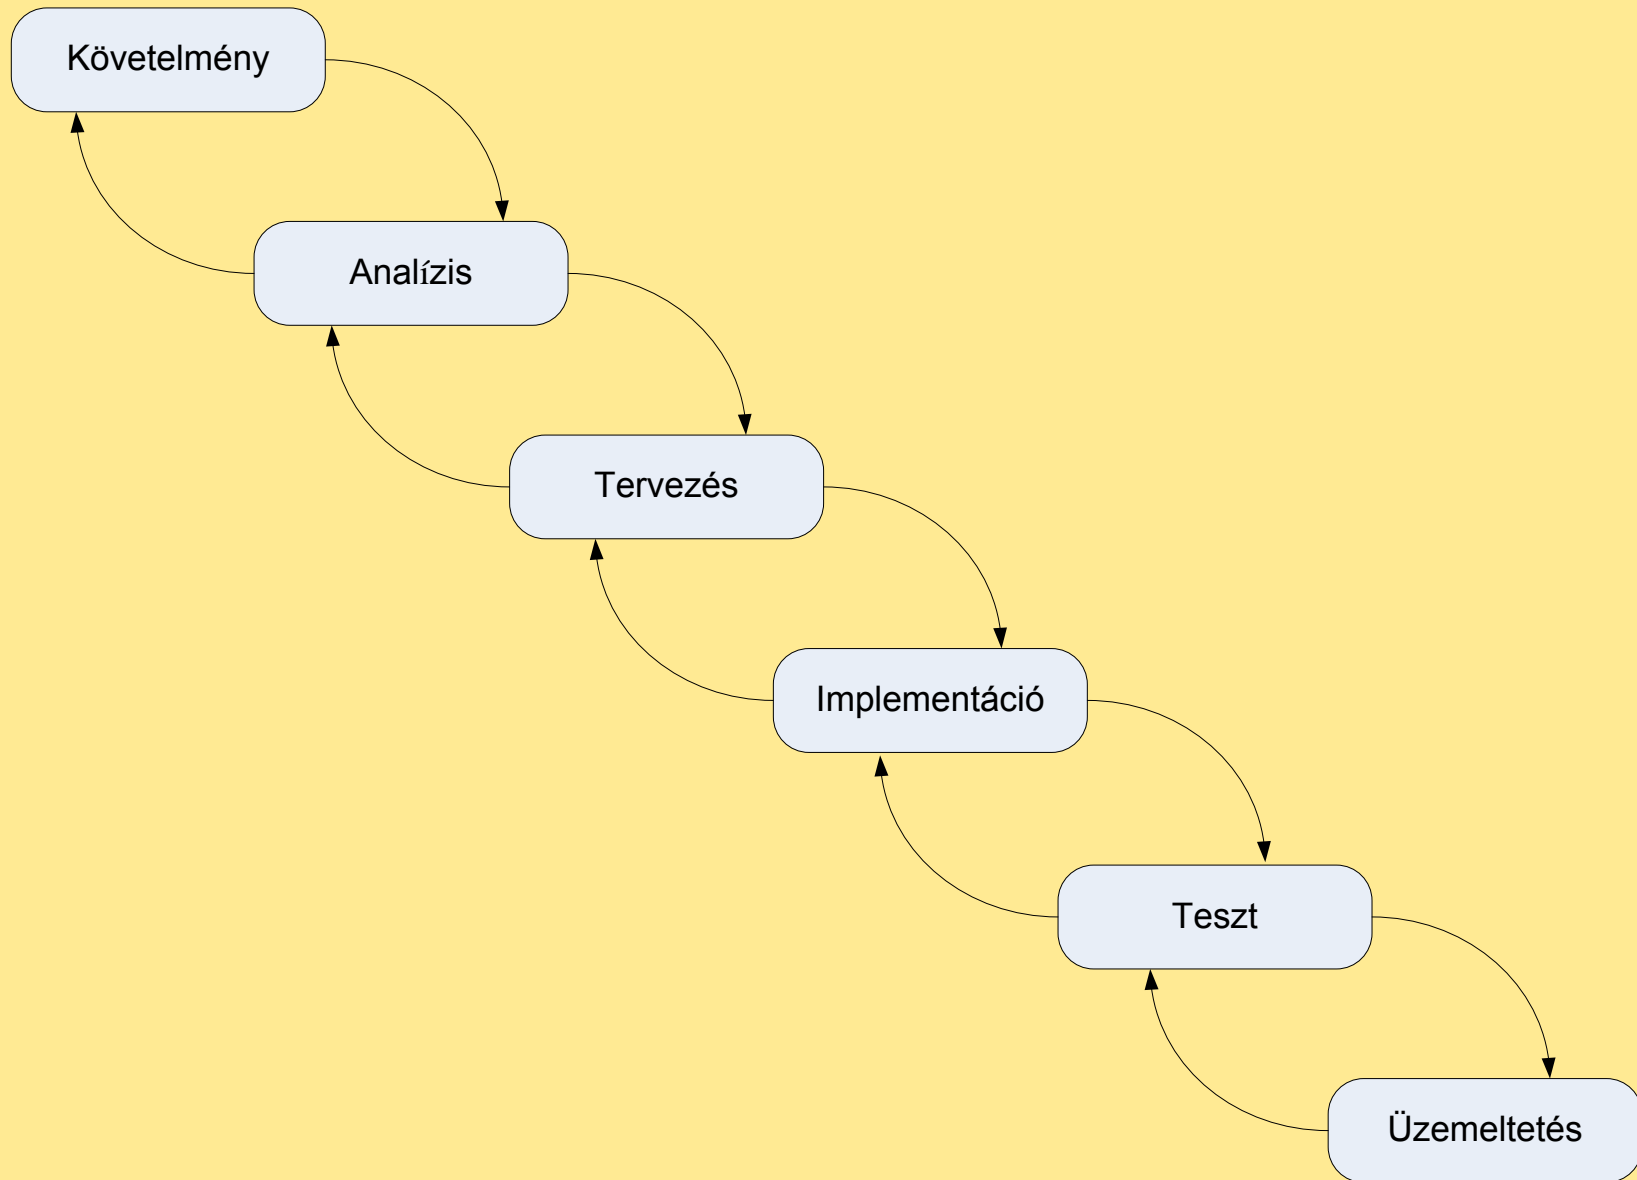 Követelmény
Analízis
Tervezés
Implementáció
Teszt
Üzemeltetés